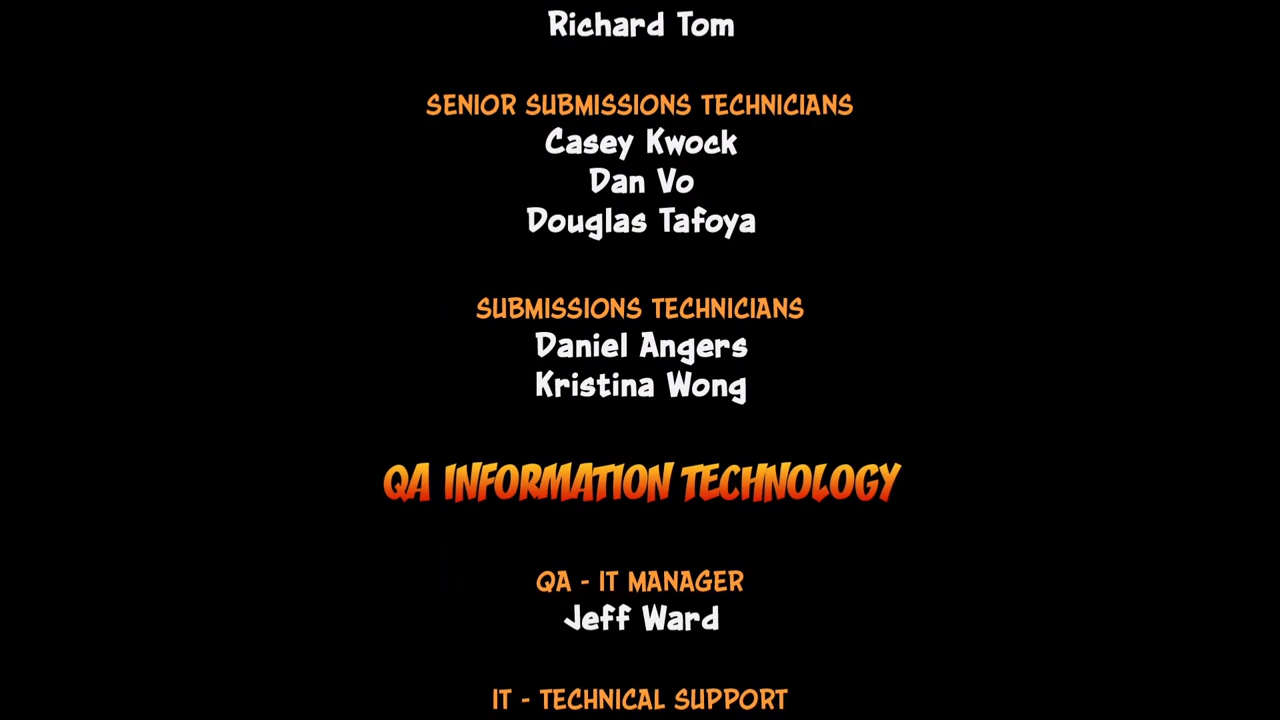 Richard Tom
SENIOR SUBMISSIONS TECHNICIANS
Casey Kwock
Dan Vo
Douglas Tafoya
SUBMISSIONS TECHNICIANS
Daniel Angers
Kristina Wong
QA INFORMATION TECHNOLOGY
QA - IT MANAGER
Jeff Ward
IT - TECHNICAL SUPPORT